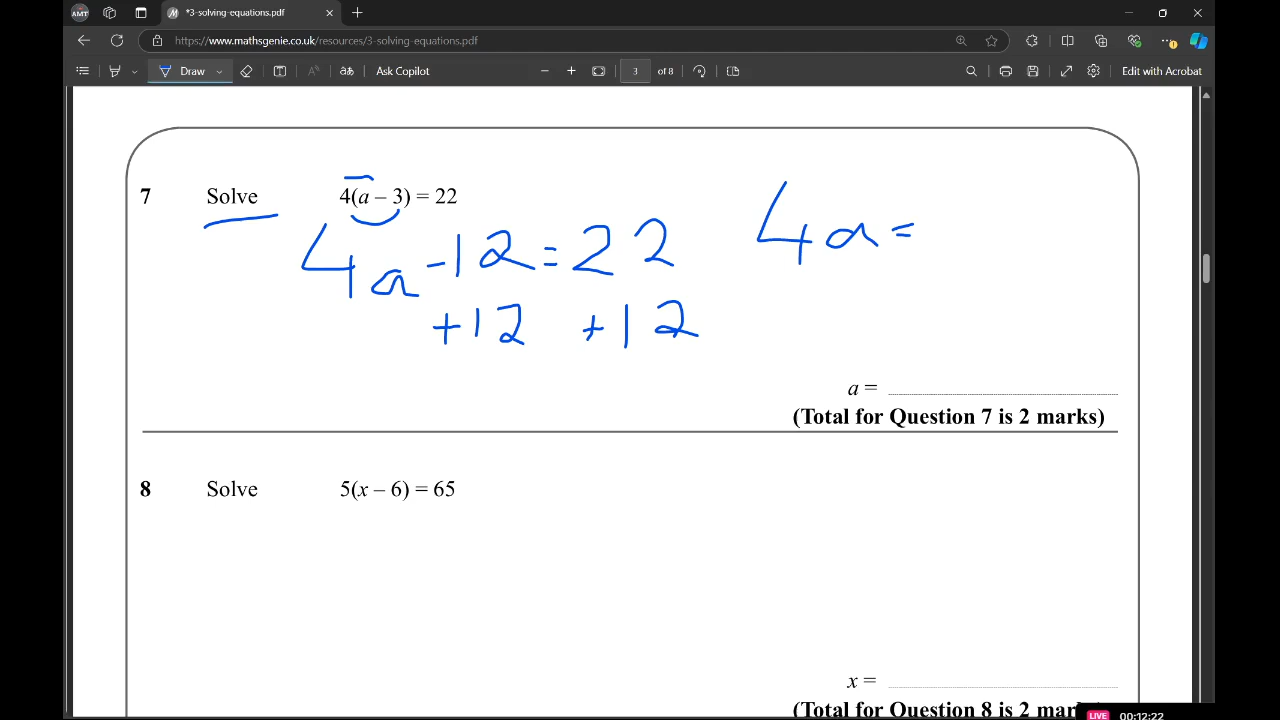 AMT
*3-solving-equations.pdf
https://www.mathsgenie.co.uk/resources/3-solving-equations.pdf
Draw
Ask Copilot
3 of 8
Edit with Acrobat
7 Solve 4(a – 3) = 22
4a -12 = 22
+12 +12
4a =
a =
(Total for Question 7 is 2 marks)
8 Solve 5(x – 6) = 65
x =
(Total for Question 8 is 2 mar
LIVE 00:12:22